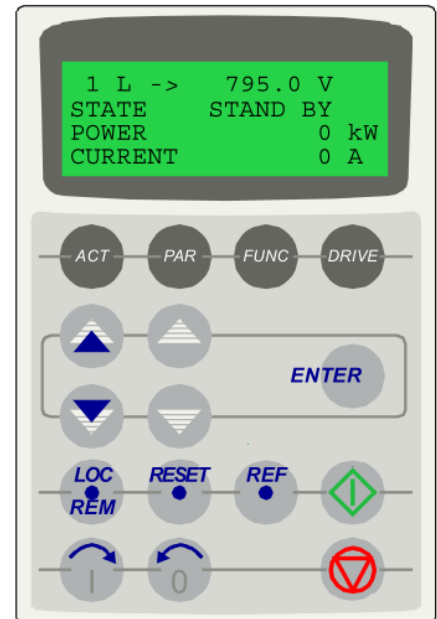 1 L -> 795.0 V
STATE STAND BY
POWER 0 kW
CURRENT 0 A
ACT PAR FUNC DRIVE
ENTER
LOC RESET REF
REM
I 0